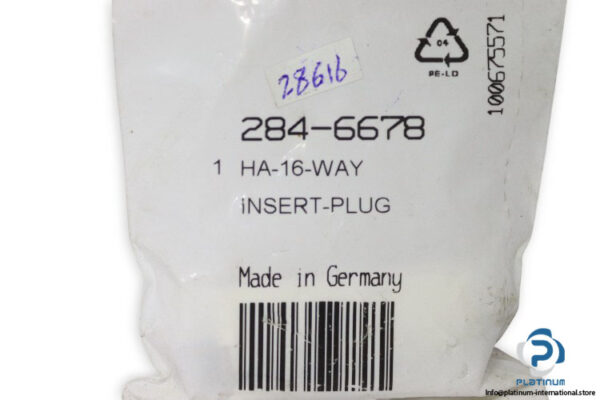 28616
04
PE-LD
100675571
284-6678
1 HA-16-WAY
INSERT-PLUG
Made in Germany
PLATINUM
Info@platinum-international.store